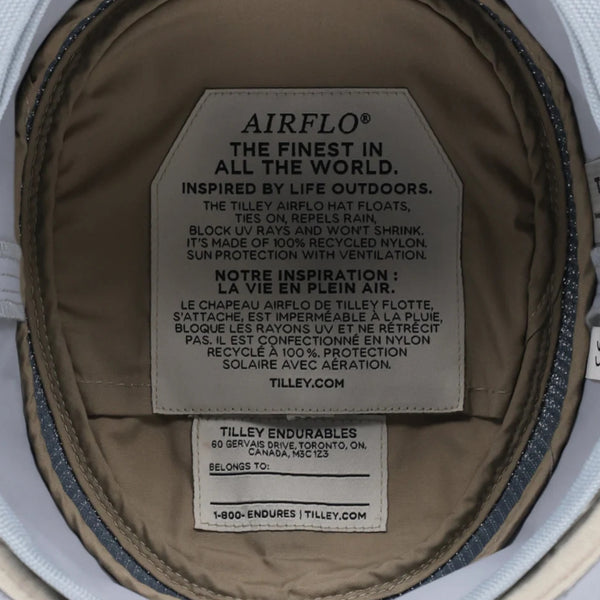 AIRFLO®
THE FINEST IN
ALL THE WORLD.
INSPIRED BY LIFE OUTDOORS.
THE TILLEY AIRFLO HAT FLOATS,
TIES ON, REPELS RAIN,
BLOCK UV RAYS AND WON'T SHRINK.
IT'S MADE OF 100% RECYCLED NYLON.
SUN PROTECTION WITH VENTILATION.
NOTRE INSPIRATION :
LA VIE EN PLEIN AIR.
LE CHAPEAU AIRFLO DE TILLEY FLOTTE,
S'ATTACHE, EST IMPERMÉABLE À LA PLUIE,
BLOQUE LES RAYONS UV ET NE RÉTRÉCIT
PAS. IL EST CONFECTIONNÉ EN NYLON
RECYCLÉ À 100%. PROTECTION
SOLAIRE AVEC AÉRATION.
TILLEY.COM
TILLEY ENDURABLES
60 GERVAIS DRIVE, TORONTO, ON,
CANADA, M3C 1Z3
BELONGS TO:
1-800- ENDURES | TILLEY.COM